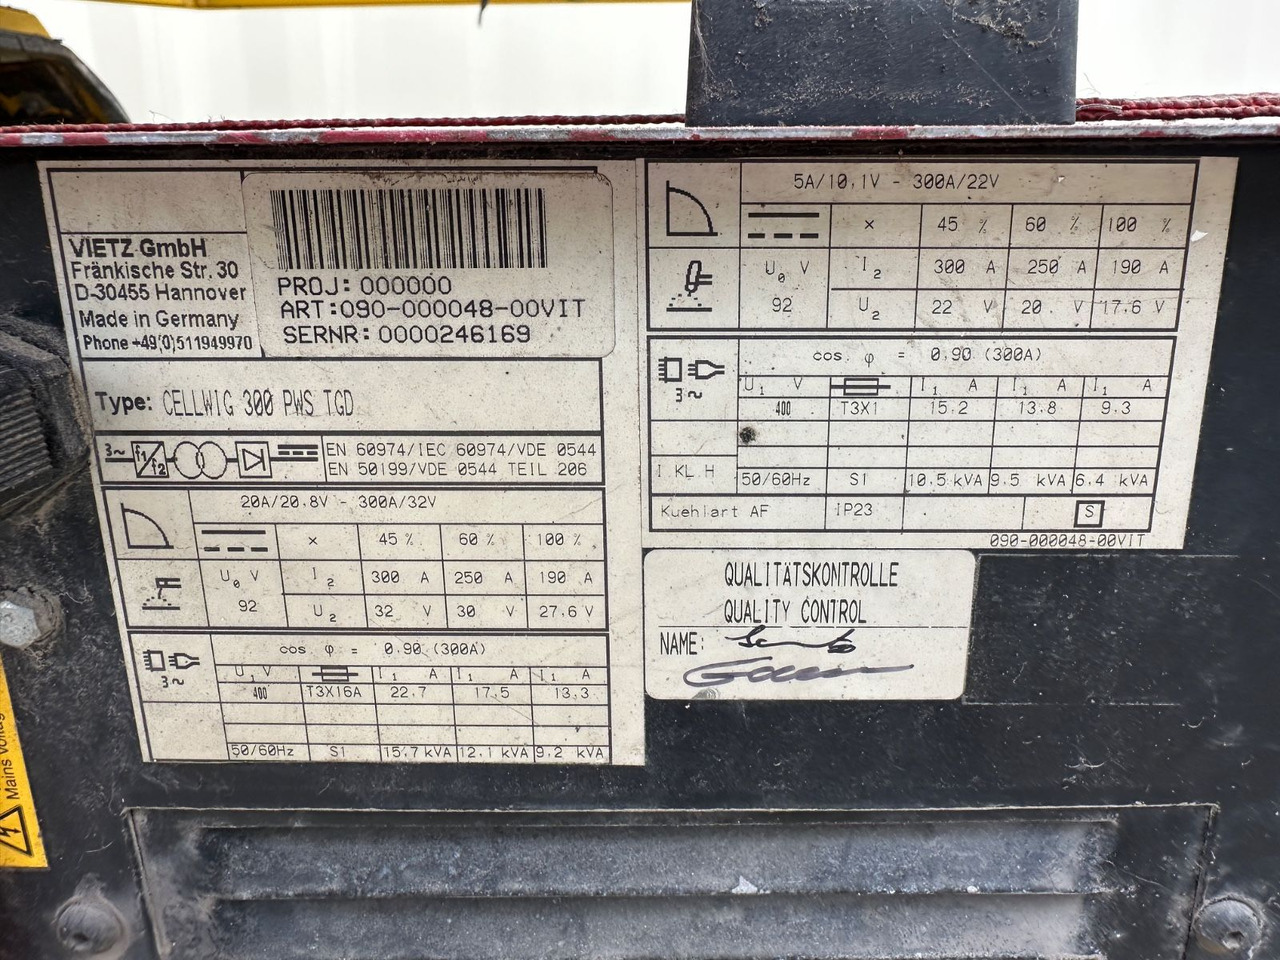 VIETZ GmbH
Fränkische Str. 30
D-30455 Hannover
Made in Germany
Phone +49(0)511949970
PROJ: 000000
ART:090-000048-00VIT
SERNR: 0000246169
Type: CELLWIG 300 PWS TGD
3~ f1 f2
EN 60974/IEC 60974/VDE 0544
EN 50199/VDE 0544 TEIL 206
20A/20,8V - 300A/32V
x 45 % 60 % 100 %
U0 V I2 300 A 250 A 190 A
92 U2 32 V 30 V 27.6 V
3~ cos. φ = 0,90 (300A)
U1 V I1 A I1 A I1 A
400 T3X16A 22.7 17.5 13.3
50/60Hz S1 15.7 kVA 12.1 kVA 9.2 kVA
5A/10,1V - 300A/22V
x 45 % 60 % 100 %
U0 V I2 300 A 250 A 190 A
92 U2 22 V 20. V 17.6 V
3~ cos. φ = 0,90 (300A)
U1 V I1 A I1 A I1 A
400 T3X1 15.2 13.8 9.3
I KL.H 50/60Hz S1 10.5 kVA 9.5 kVA 6.4 kVA
Kuehlart AF IP23 S
090-000048-00VIT
QUALITÄTSKONTROLLE
QUALITY CONTROL
NAME:
Mains